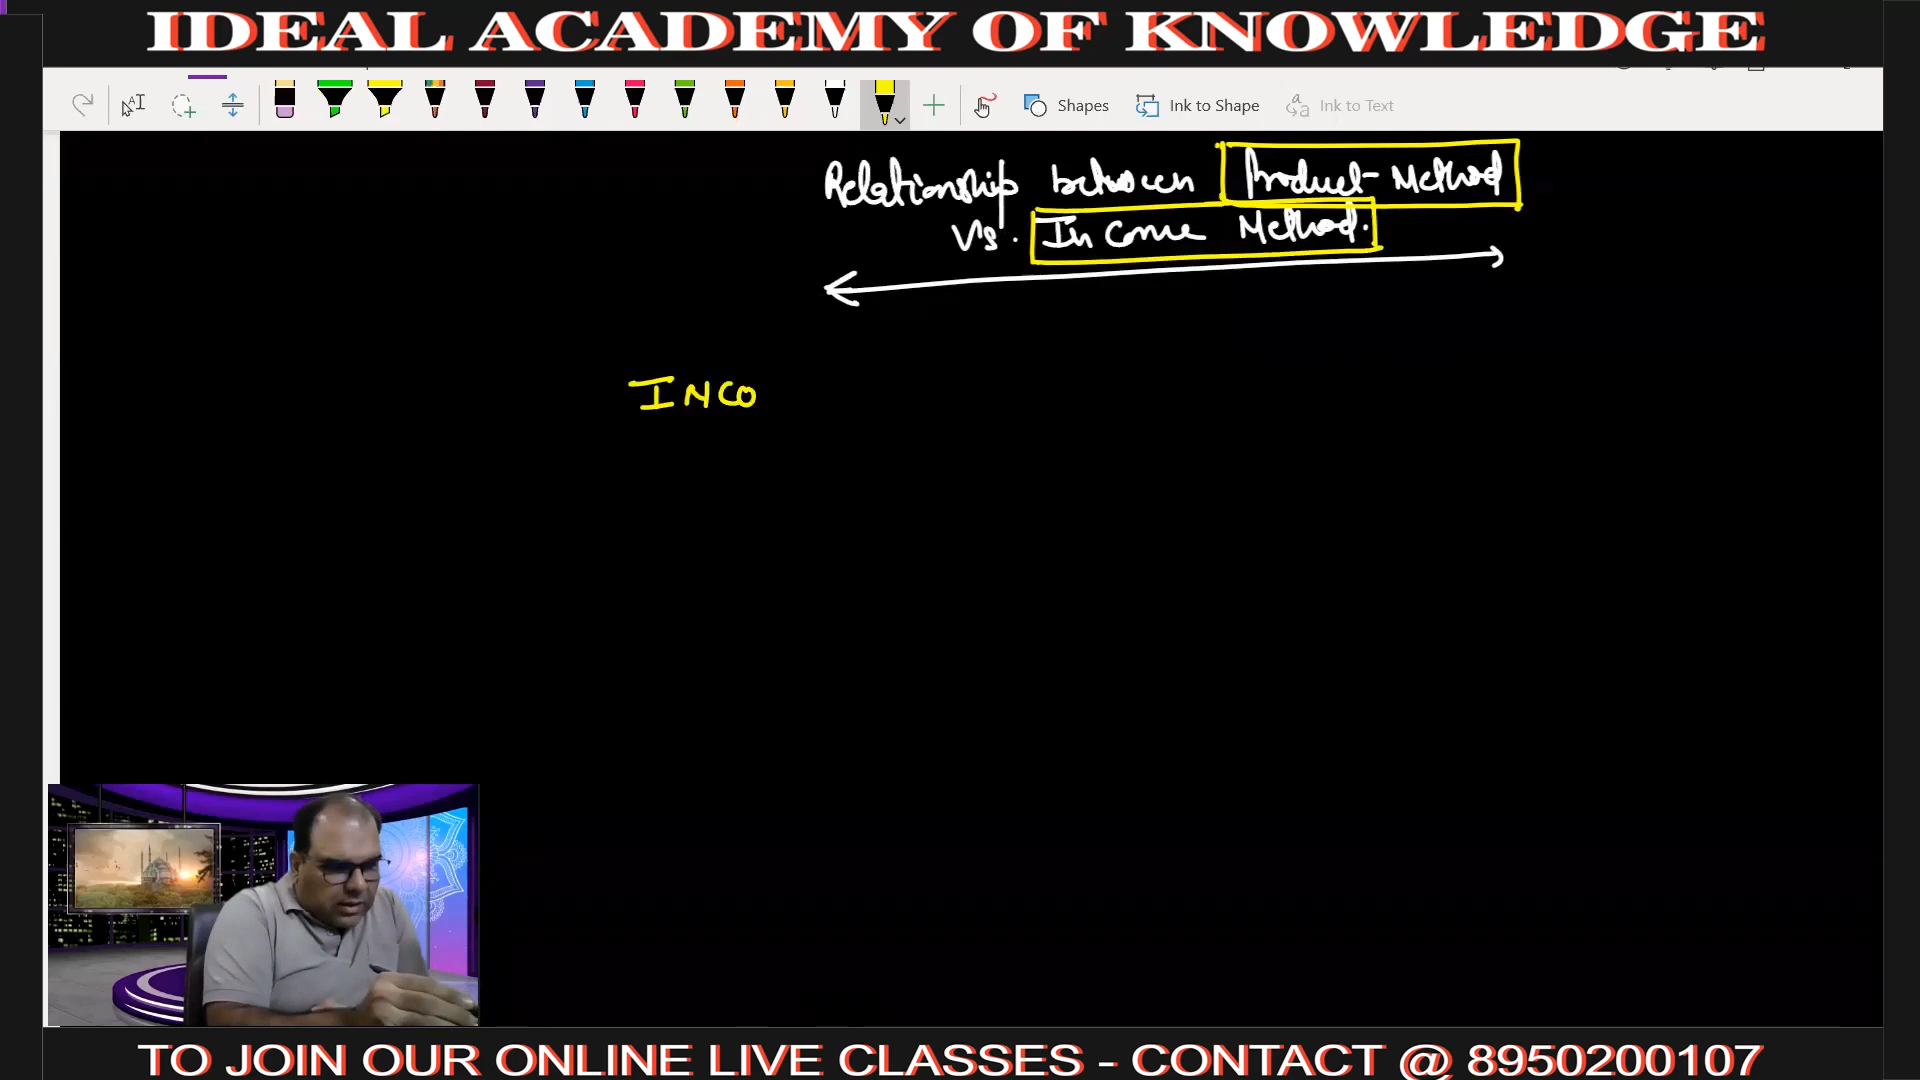 IDEAL ACADEMY OF KNOWLEDGE
Shapes Ink to Shape Ink to Text
Relationship between Product-Method
V's. Income Method.
INCO
TO JOIN OUR ONLINE LIVE CLASSES - CONTACT @ 8950200107